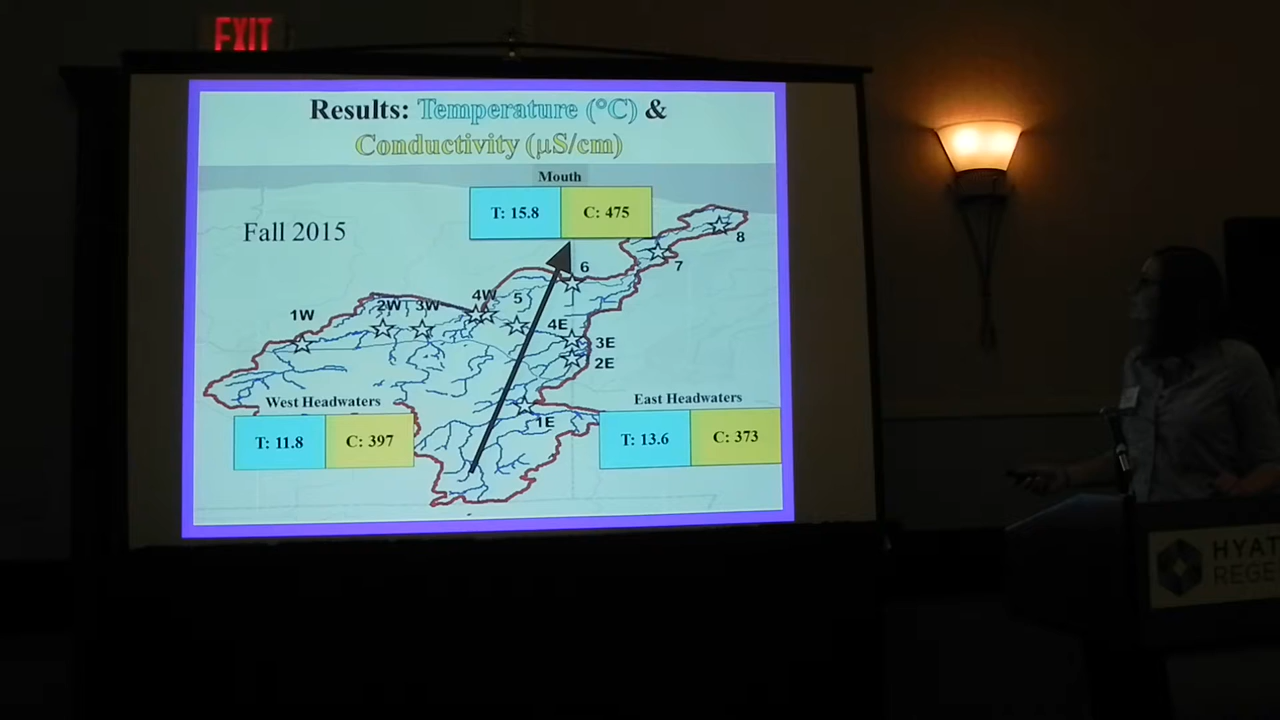 EXIT
Results: Temperature (°C) &
Conductivity (µS/cm)
Mouth
T: 15.8 C: 475
Fall 2015
8
7
6
4W
5
2W 3W
1W
4E
3E
2E
West Headwaters
East Headwaters
1E
T: 11.8 C: 397
T: 13.6 C: 373
HYAT
REGE